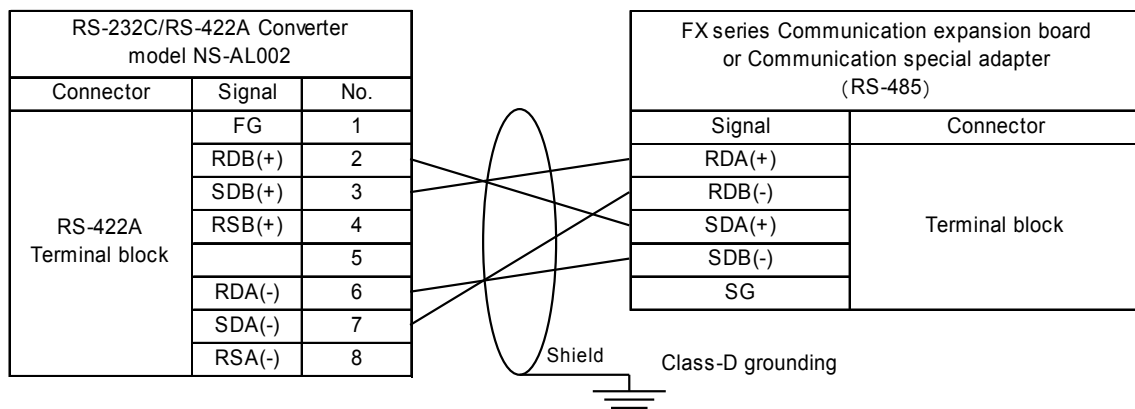 RS-232C/RS-422A Converter
model NS-AL002
Connector Signal No.
FG 1
RDB(+) 2
SDB(+) 3
RSB(+) 4
5
RDA(-) 6
SDA(-) 7
RSA(-) 8
RS-422A
Terminal block
FX series Communication expansion board
or Communication special adapter
(RS-485)
Signal Connector
RDA(+)
RDB(-)
SDA(+)
SDB(-)
SG
Terminal block
Shield
Class-D grounding